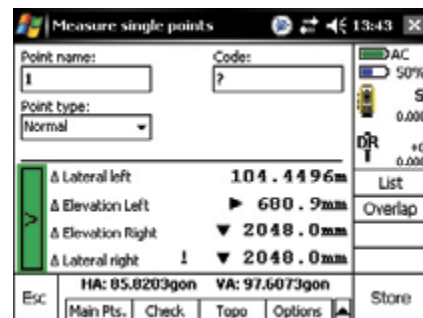 Measure single points 13:43
AC
50%
Point name: Code:
1 ?
Point type:
Normal
S
0.000
DR +0
0.000
Δ Lateral left 104.4496m
Δ Elevation Left ▶ 680.9mm
Δ Elevation Right ▼ 2048.0mm
Δ Lateral right ! ▼ 2048.0mm
>
List
Overlap
HA: 85.8203gon VA: 97.6073gon
Esc Main Pts. Check Topo Options Store